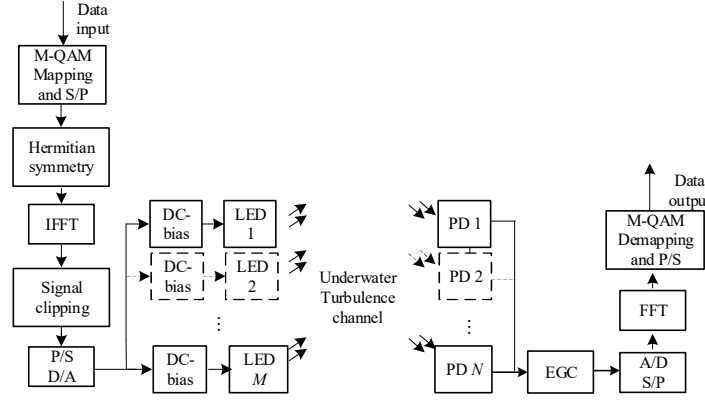 Data
input
M-QAM
Mapping
and S/P
Hermitian
symmetry
IFFT
Signal
clipping
P/S
D/A
DC-
bias
LED
1
DC-
bias
LED
2
⋮
DC-
bias
LED
M
Underwater
Turbulence
channel
PD 1
PD 2
⋮
PD N
EGC
A/D
S/P
FFT
M-QAM
Demapping
and P/S
Data
output